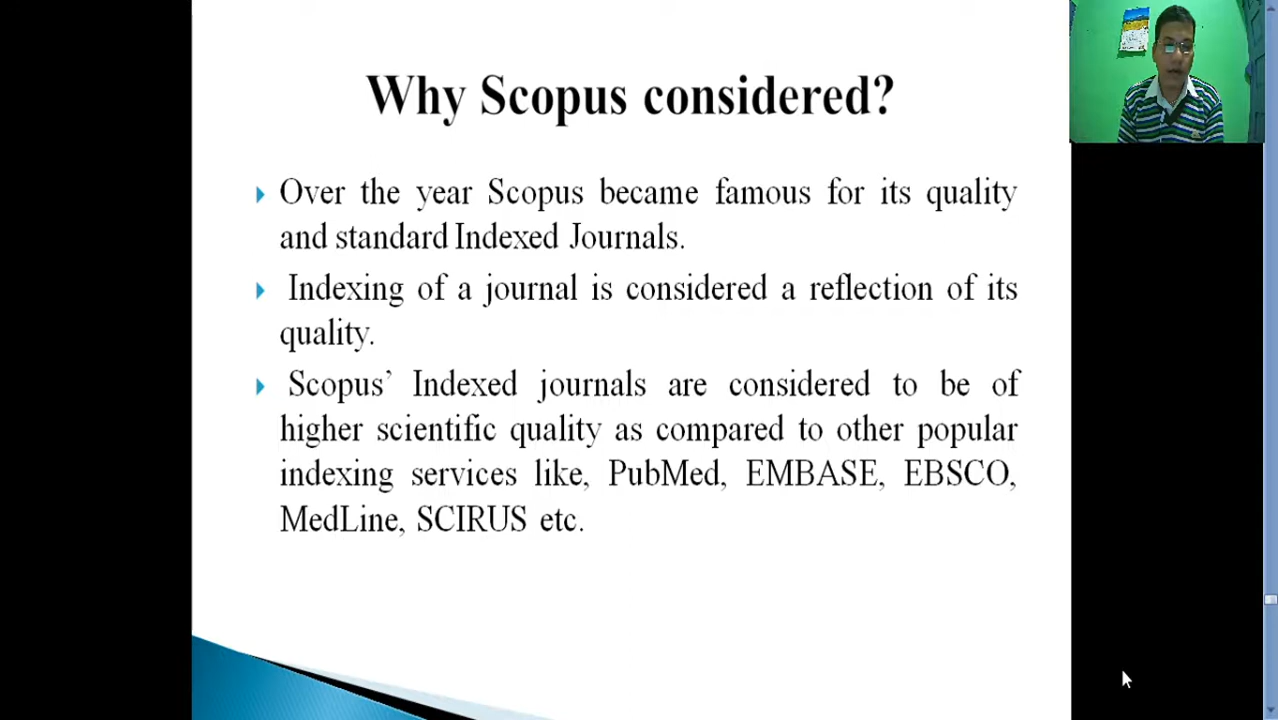 Why Scopus considered?
Over the year Scopus became famous for its quality
and standard Indexed Journals.
Indexing of a journal is considered a reflection of its
quality.
Scopus’ Indexed journals are considered to be of
higher scientific quality as compared to other popular
indexing services like, PubMed, EMBASE, EBSCO,
MedLine, SCIRUS etc.